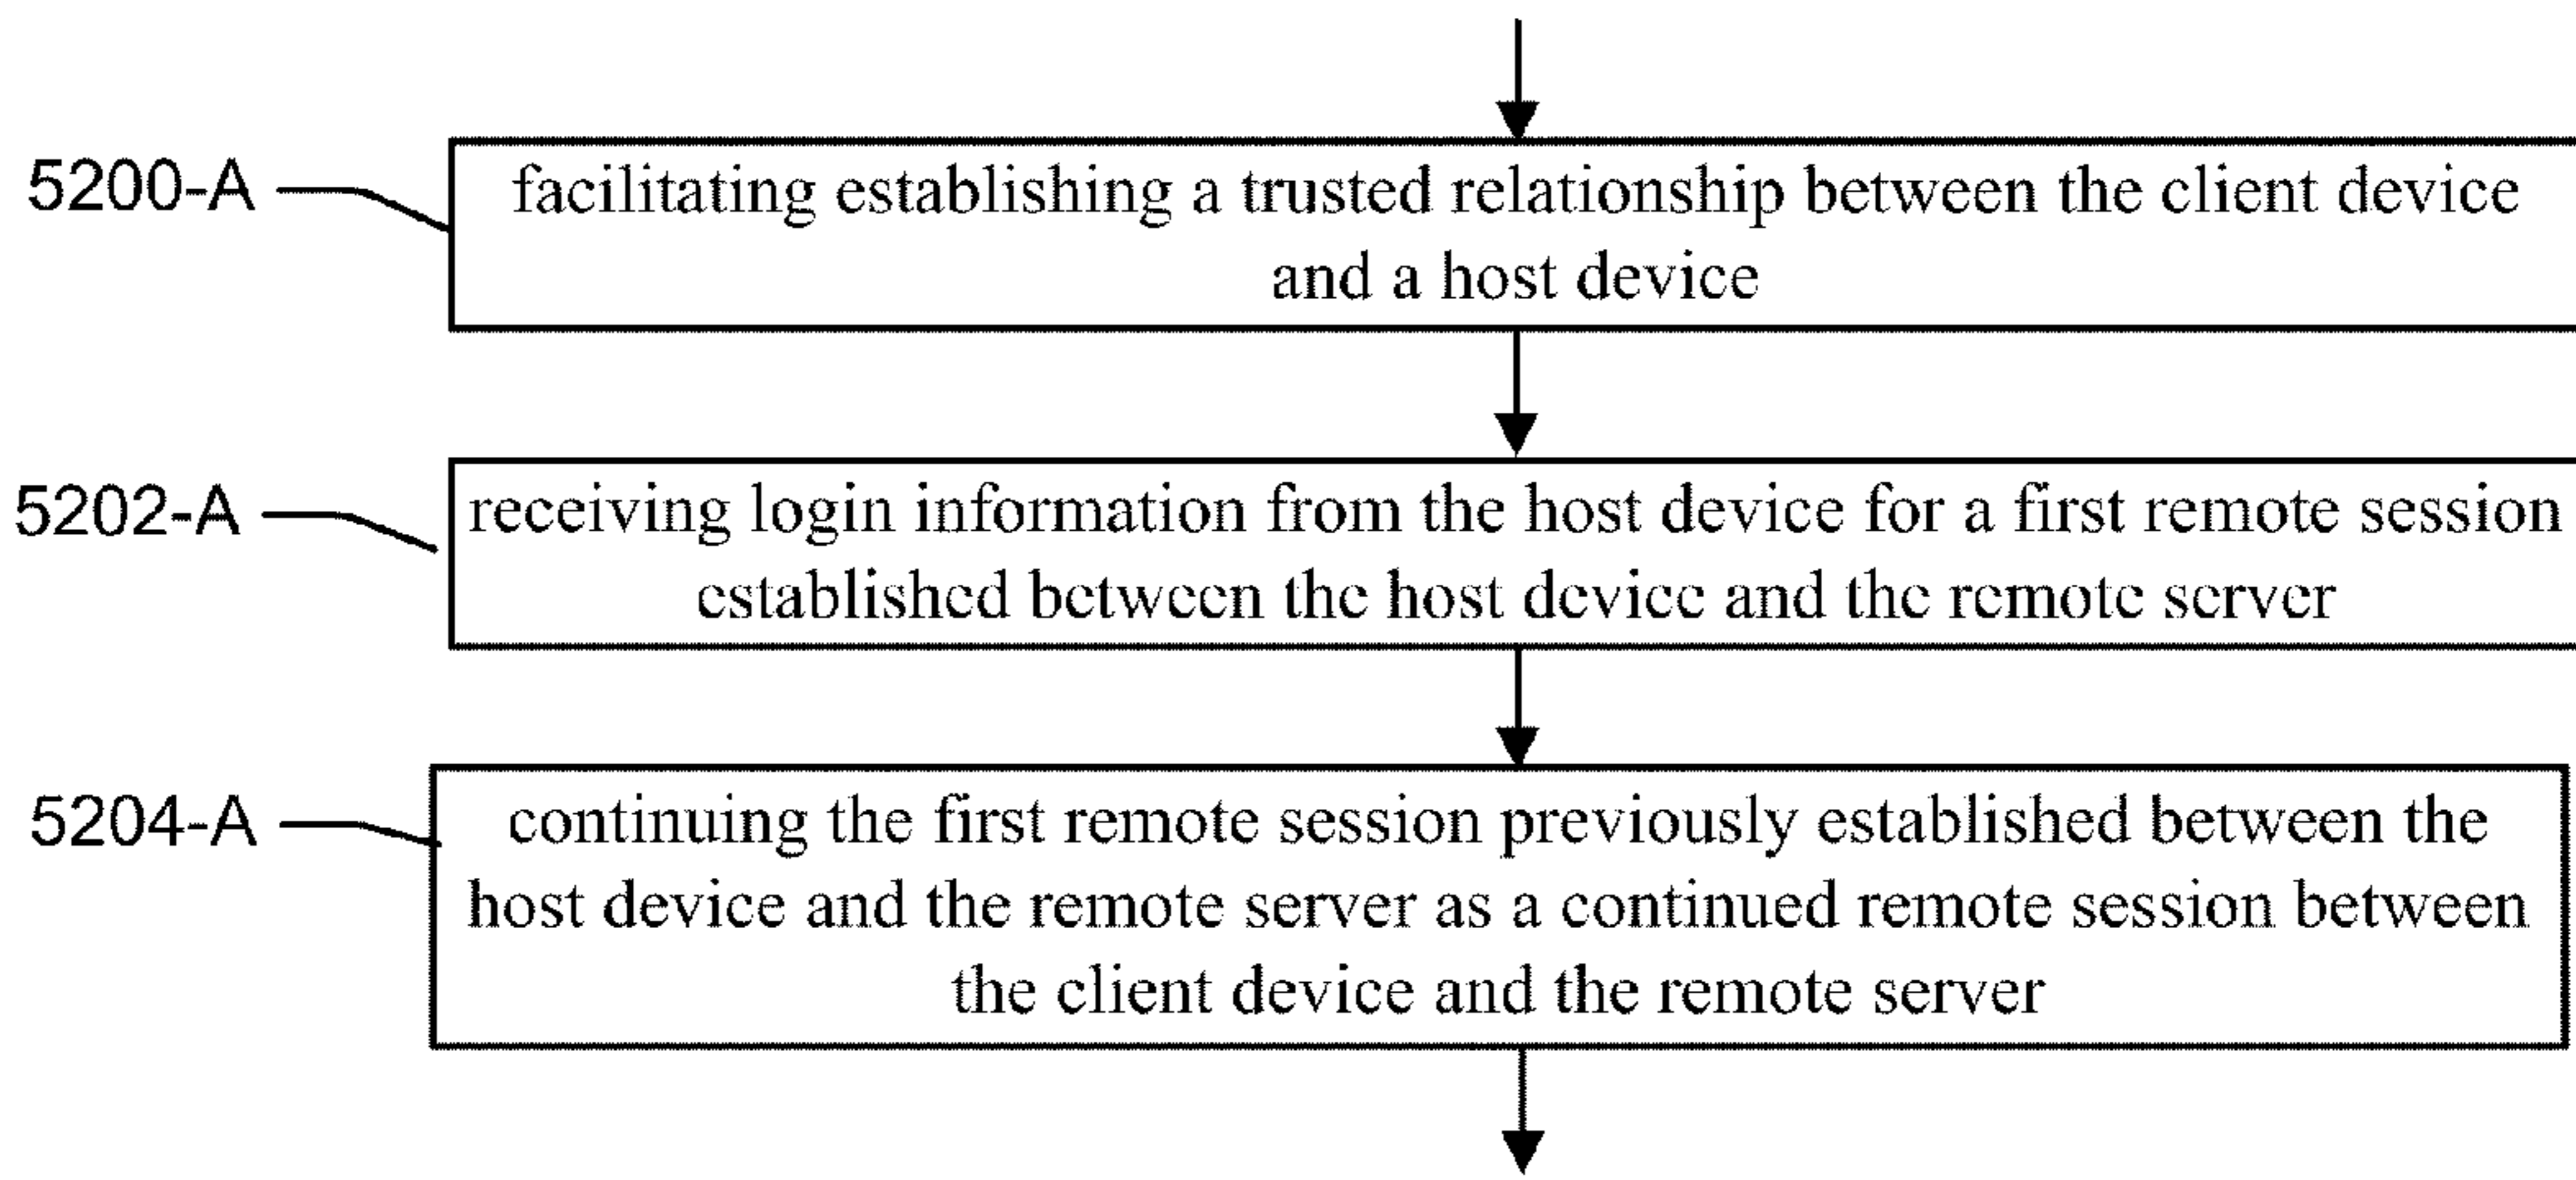 5200-A
facilitating establishing a trusted relationship between the client device
and a host device
5202-A
receiving login information from the host device for a first remote session
established between the host device and the remote server
5204-A
continuing the first remote session previously established between the
host device and the remote server as a continued remote session between
the client device and the remote server